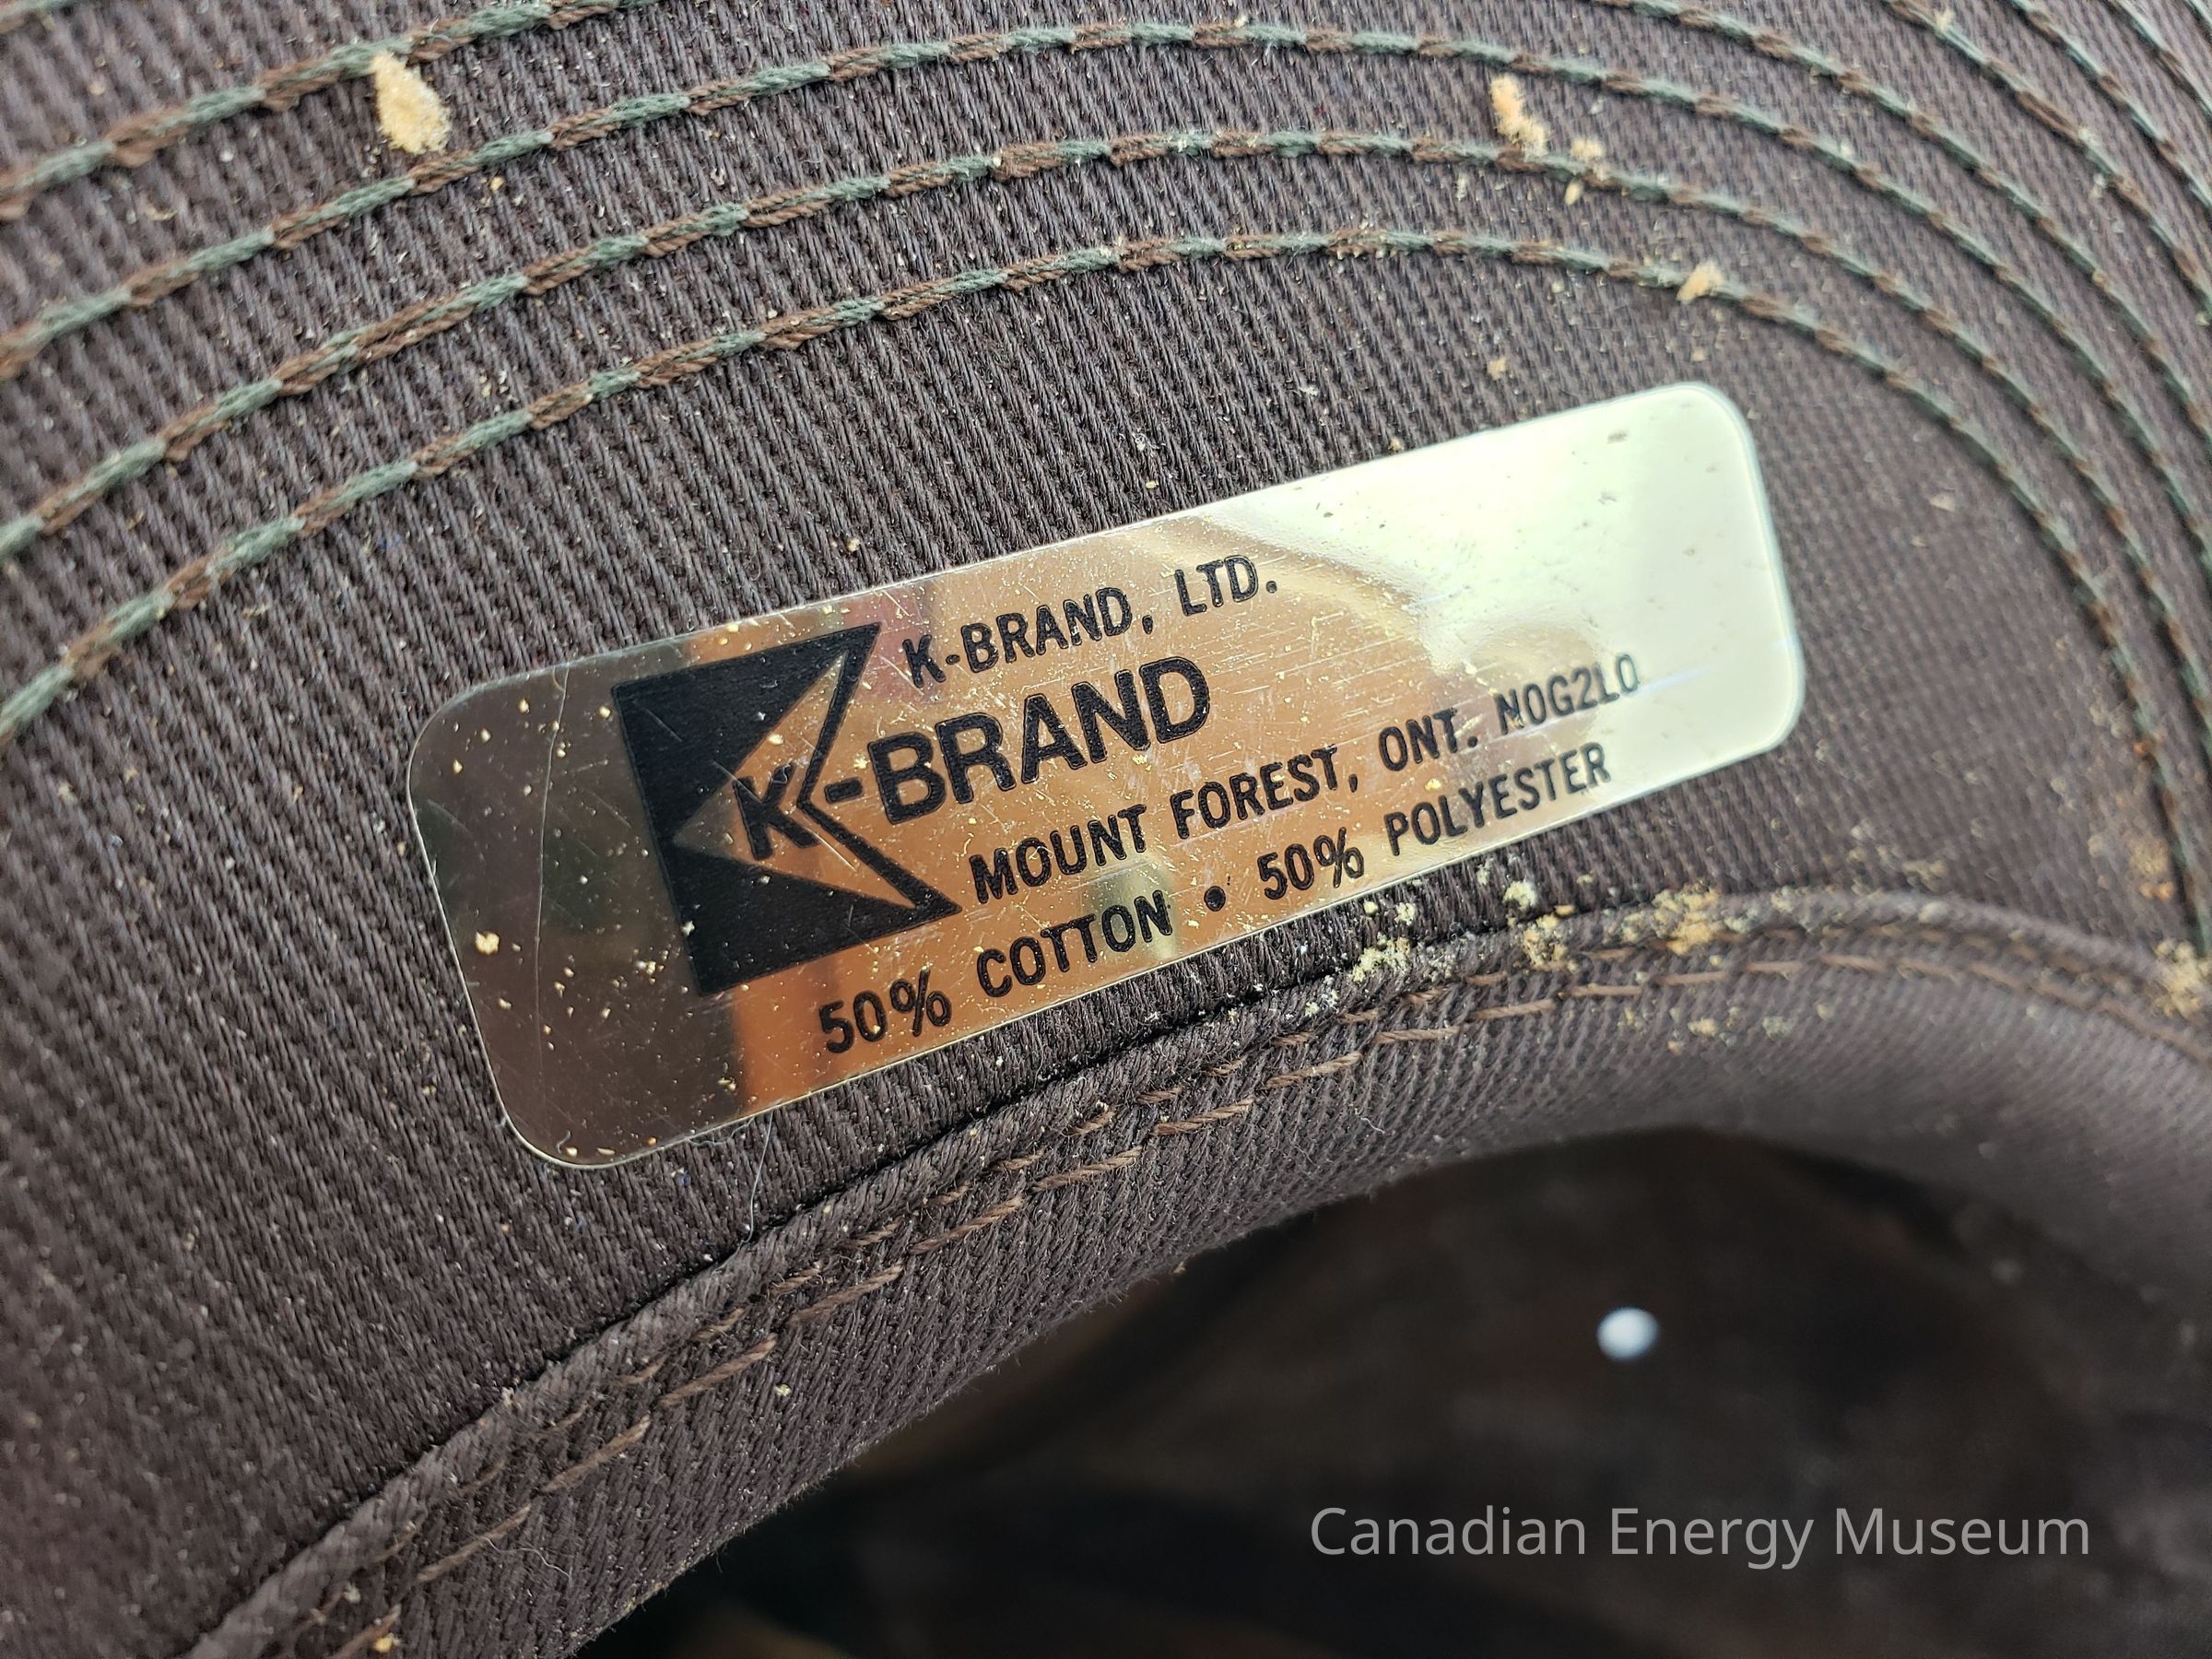 K-BRAND, LTD.
K-BRAND
MOUNT FOREST, ONT. N0G2L0
50% COTTON • 50% POLYESTER
Canadian Energy Museum